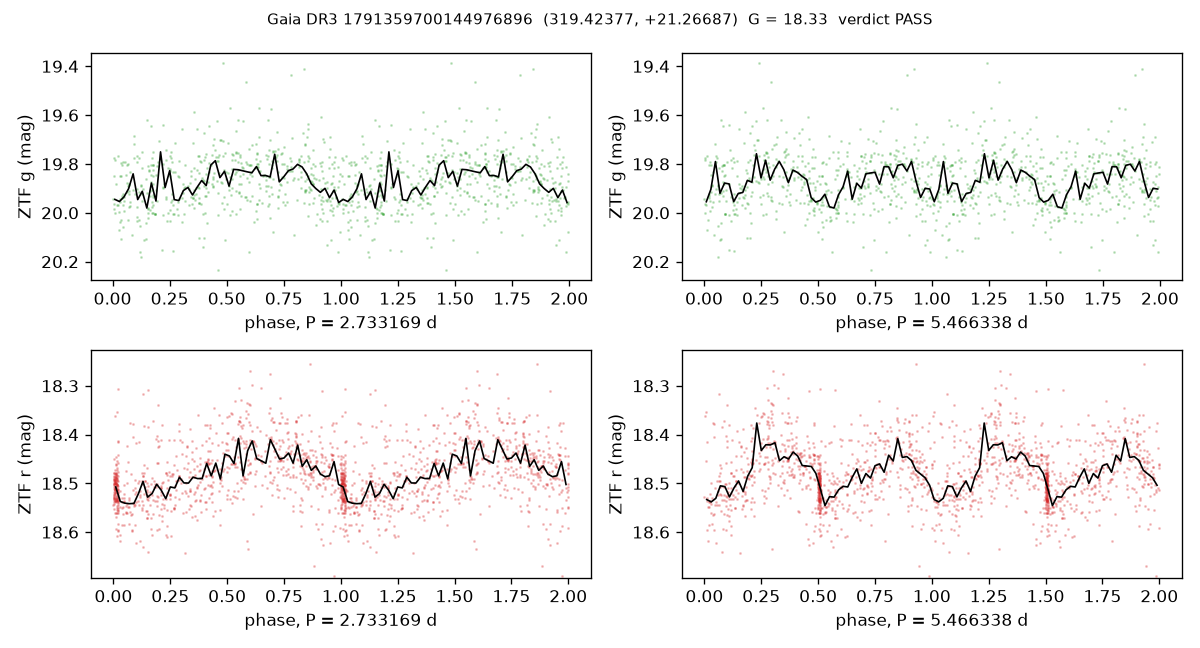 Gaia DR3 1791359700144976896  (319.42377, +21.26687)  G = 18.33  verdict PASS
ZTF g (mag)
19.4
19.6
19.8
20.0
20.2
0.00 0.25 0.50 0.75 1.00 1.25 1.50 1.75 2.00
phase, P = 2.733169 d
ZTF g (mag)
19.4
19.6
19.8
20.0
20.2
0.00 0.25 0.50 0.75 1.00 1.25 1.50 1.75 2.00
phase, P = 5.466338 d
ZTF r (mag)
18.3
18.4
18.5
18.6
0.00 0.25 0.50 0.75 1.00 1.25 1.50 1.75 2.00
phase, P = 2.733169 d
ZTF r (mag)
18.3
18.4
18.5
18.6
0.00 0.25 0.50 0.75 1.00 1.25 1.50 1.75 2.00
phase, P = 5.466338 d